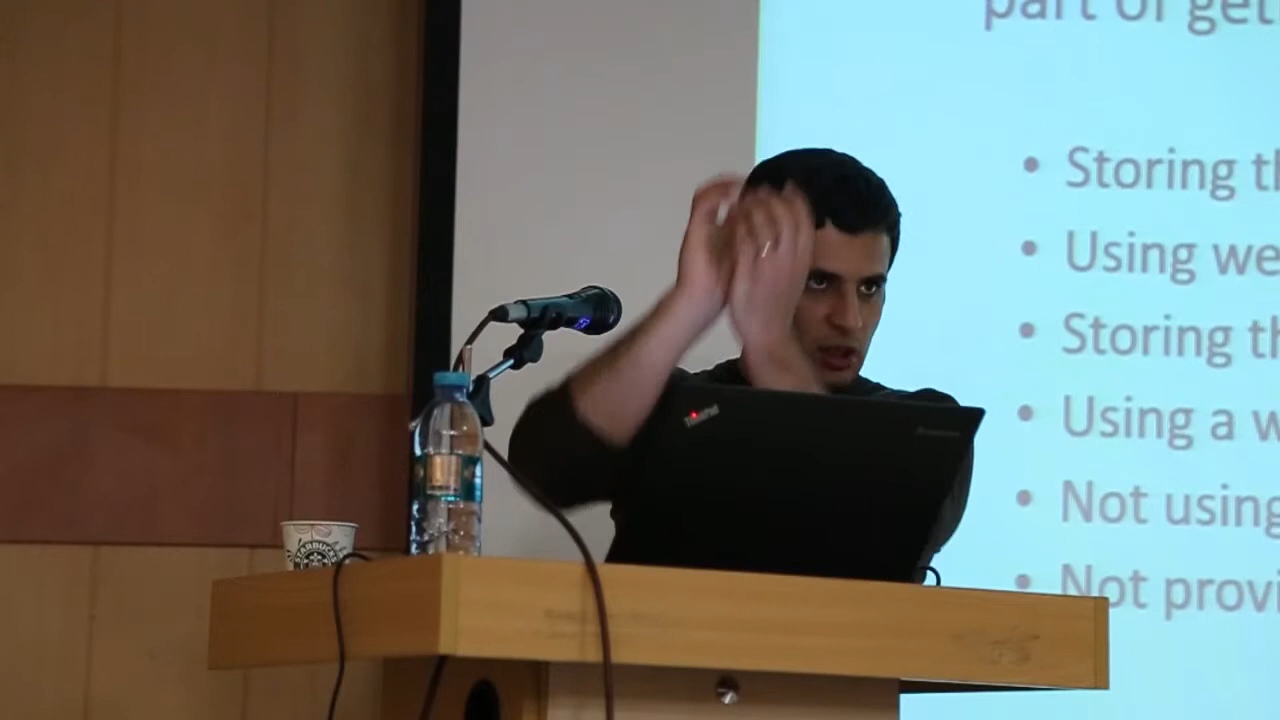 part of get
• Storing th
• Using we
• Storing th
• Using a w
• Not using
• Not provi
ThinkPad
STARBUCKS